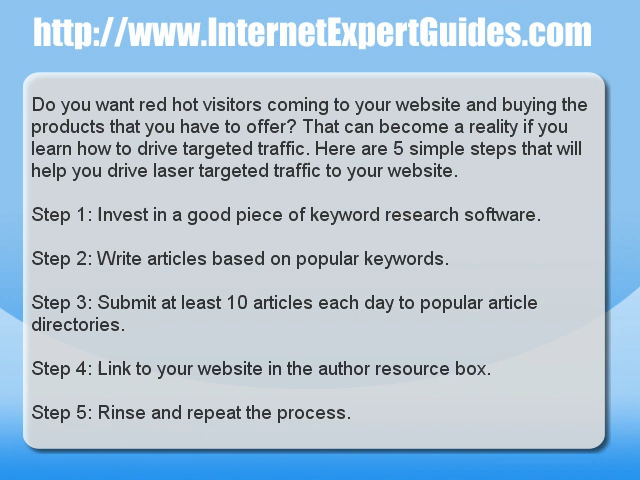 http://www.InternetExpertGuides.com
Do you want red hot visitors coming to your website and buying the
products that you have to offer? That can become a reality if you
learn how to drive targeted traffic. Here are 5 simple steps that will
help you drive laser targeted traffic to your website.
Step 1: Invest in a good piece of keyword research software.
Step 2: Write articles based on popular keywords.
Step 3: Submit at least 10 articles each day to popular article
directories.
Step 4: Link to your website in the author resource box.
Step 5: Rinse and repeat the process.